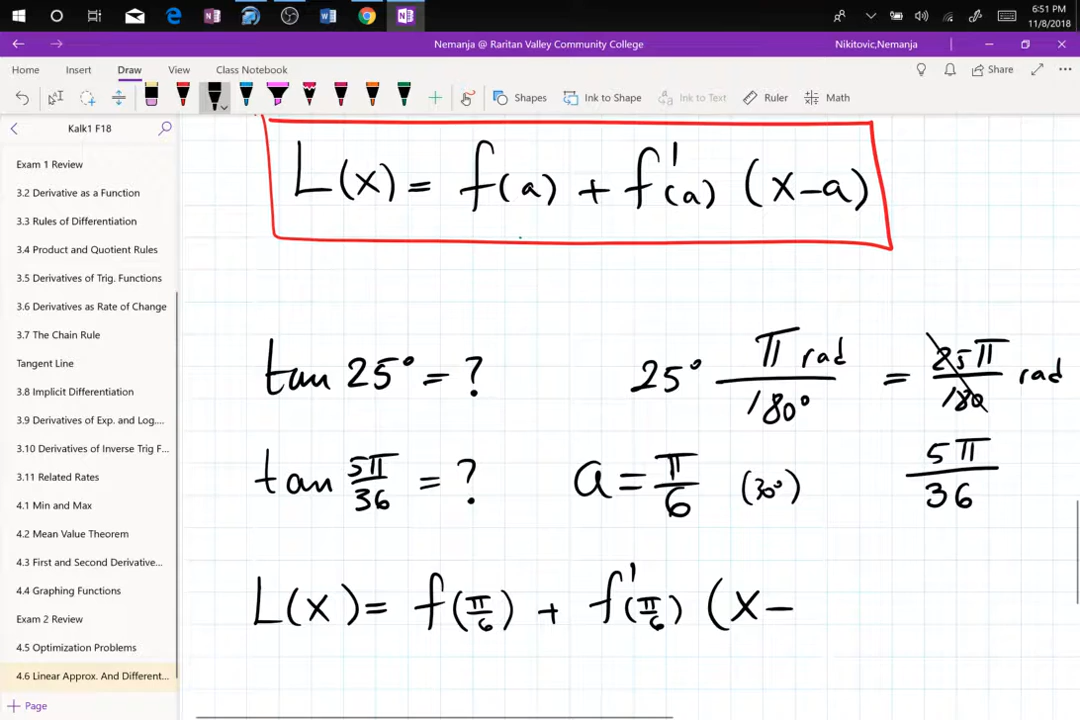 6:51 PM
11/8/2018
Nemanja @ Raritan Valley Community College
Nikitovic,Nemanja
Home Insert Draw View Class Notebook
Share
Shapes Ink to Shape Ink to Text Ruler Math
Kalk1 F18
Exam 1 Review
3.2 Derivative as a Function
3.3 Rules of Differentiation
3.4 Product and Quotient Rules
3.5 Derivatives of Trig. Functions
3.6 Derivatives as Rate of Change
3.7 The Chain Rule
Tangent Line
3.8 Implicit Differentiation
3.9 Derivatives of Exp. and Log....
3.10 Derivatives of Inverse Trig F...
3.11 Related Rates
4.1 Min and Max
4.2 Mean Value Theorem
4.3 First and Second Derivative...
4.4 Graphing Functions
Exam 2 Review
4.5 Optimization Problems
4.6 Linear Approx. And Different...
Page
L(x) = f(a) + f'(a) (x-a)
tan 25° = ? 25° π rad/180° = 25π/180 rad
tan 5π/36 = ? a = π/6 (30°) 5π/36
L(x) = f(π/6) + f'(π/6) (x-